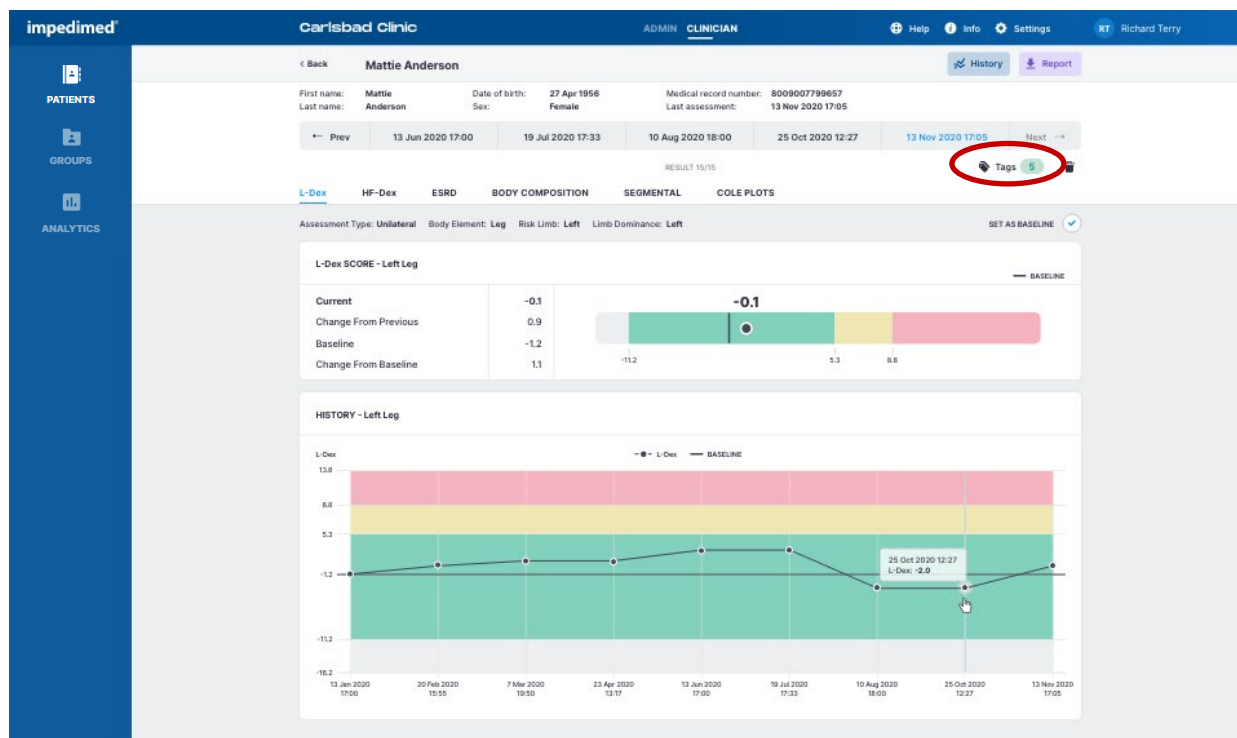 impedimed®
Carlsbad Clinic
ADMIN CLINICIAN
Help Info Settings
RT Richard Terry
PATIENTS
GROUPS
ANALYTICS
< Back Mattie Anderson
History Report
First name: Mattie Date of birth: 27 Apr 1956 Medical record number: 8009007799657
Last name: Anderson Sex: Female Last assessment: 13 Nov 2020 17:05
← Prev 13 Jun 2020 17:00 19 Jul 2020 17:33 10 Aug 2020 18:00 25 Oct 2020 12:27 13 Nov 2020 17:05 Next →
RESULT 15/15 Tags 5
L-Dex HF-Dex ESRD BODY COMPOSITION SEGMENTAL COLE PLOTS
Assessment Type: Unilateral Body Element: Leg Risk Limb: Left Limb Dominance: Left SET AS BASELINE
L-Dex SCORE - Left Leg
BASELINE
Current -0.1
Change From Previous 0.9
Baseline -1.2
Change From Baseline 1.1
-0.1
-11.2 5.3 8.8
HISTORY - Left Leg
L-Dex
L-Dex BASELINE
13.8
8.8
5.3
-1.2
-11.2
-16.2
25 Oct 2020 12:27
L-Dex: -2.0
13 Jan 2020 20 Feb 2020 7 Mar 2020 23 Apr 2020 13 Jun 2020 19 Jul 2020 10 Aug 2020 25 Oct 2020 13 Nov 2020
17:00 15:55 19:50 13:17 17:00 17:33 18:00 12:27 17:05